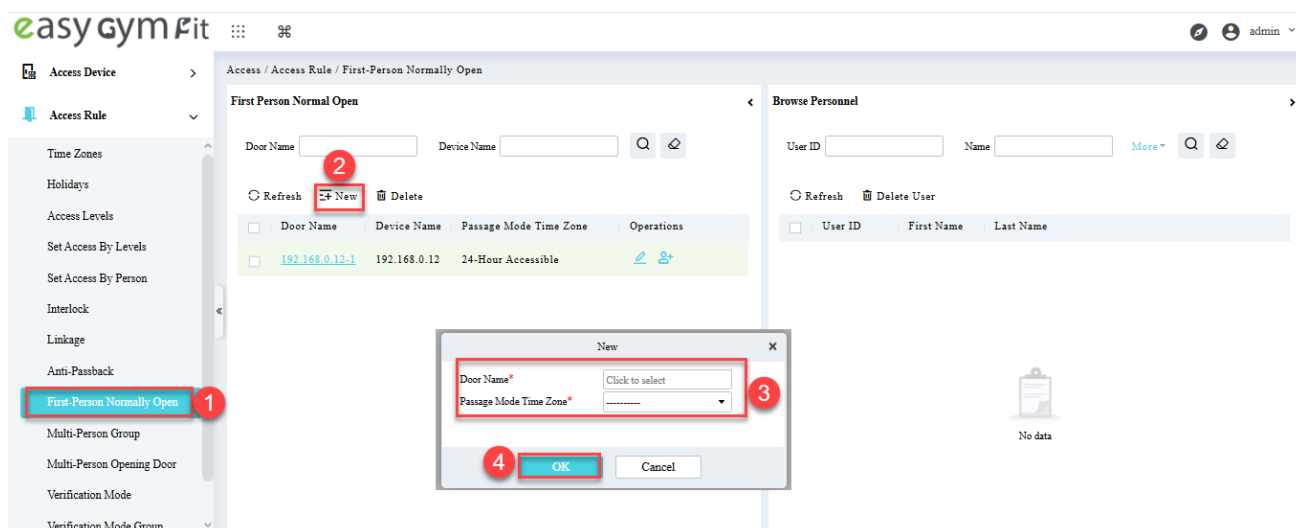 easy Gym Fit
admin
Access Device
Access Rule
Time Zones
Holidays
Access Levels
Set Access By Levels
Set Access By Person
Interlock
Linkage
Anti-Passback
First-Person Normally Open
1
Multi-Person Group
Multi-Person Opening Door
Verification Mode
Verification Mode Group
Access / Access Rule / First-Person Normally Open
First Person Normal Open
Door Name
Device Name
2
Refresh
New
Delete
Door Name Device Name Passage Mode Time Zone Operations
192.168.0.12-1 192.168.0.12 24-Hour Accessible
Browse Personnel
User ID
Name
More
Refresh
Delete User
User ID First Name Last Name
No data
New
Door Name* Click to select
Passage Mode Time Zone* ----------
3
4
OK
Cancel